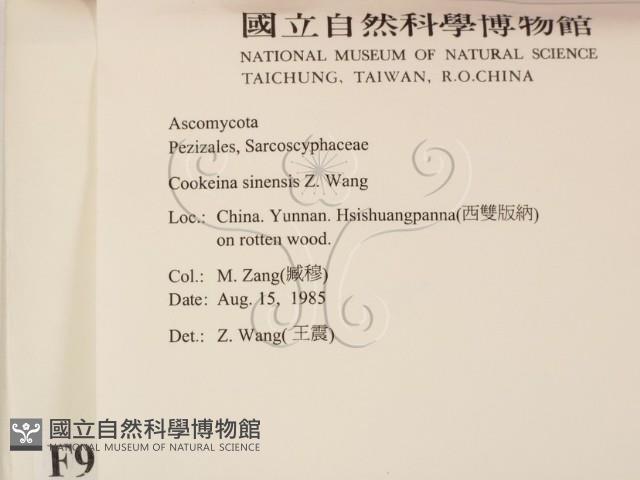 國立自然科學博物館
NATIONAL MUSEUM OF NATURAL SCIENCE
TAICHUNG, TAIWAN, R.O.CHINA
Ascomycota
Pezizales, Sarcoscyphaceae
Cookeina sinensis Z. Wang
Loc.: China. Yunnan. Hsishuangpanna(西雙版納)
on rotten wood.
Col.: M. Zang(臧穆)
Date: Aug. 15, 1985
Det.: Z. Wang( 王震)
國立自然科學博物館
NATIONAL MUSEUM OF NATURAL SCIENCE
F9